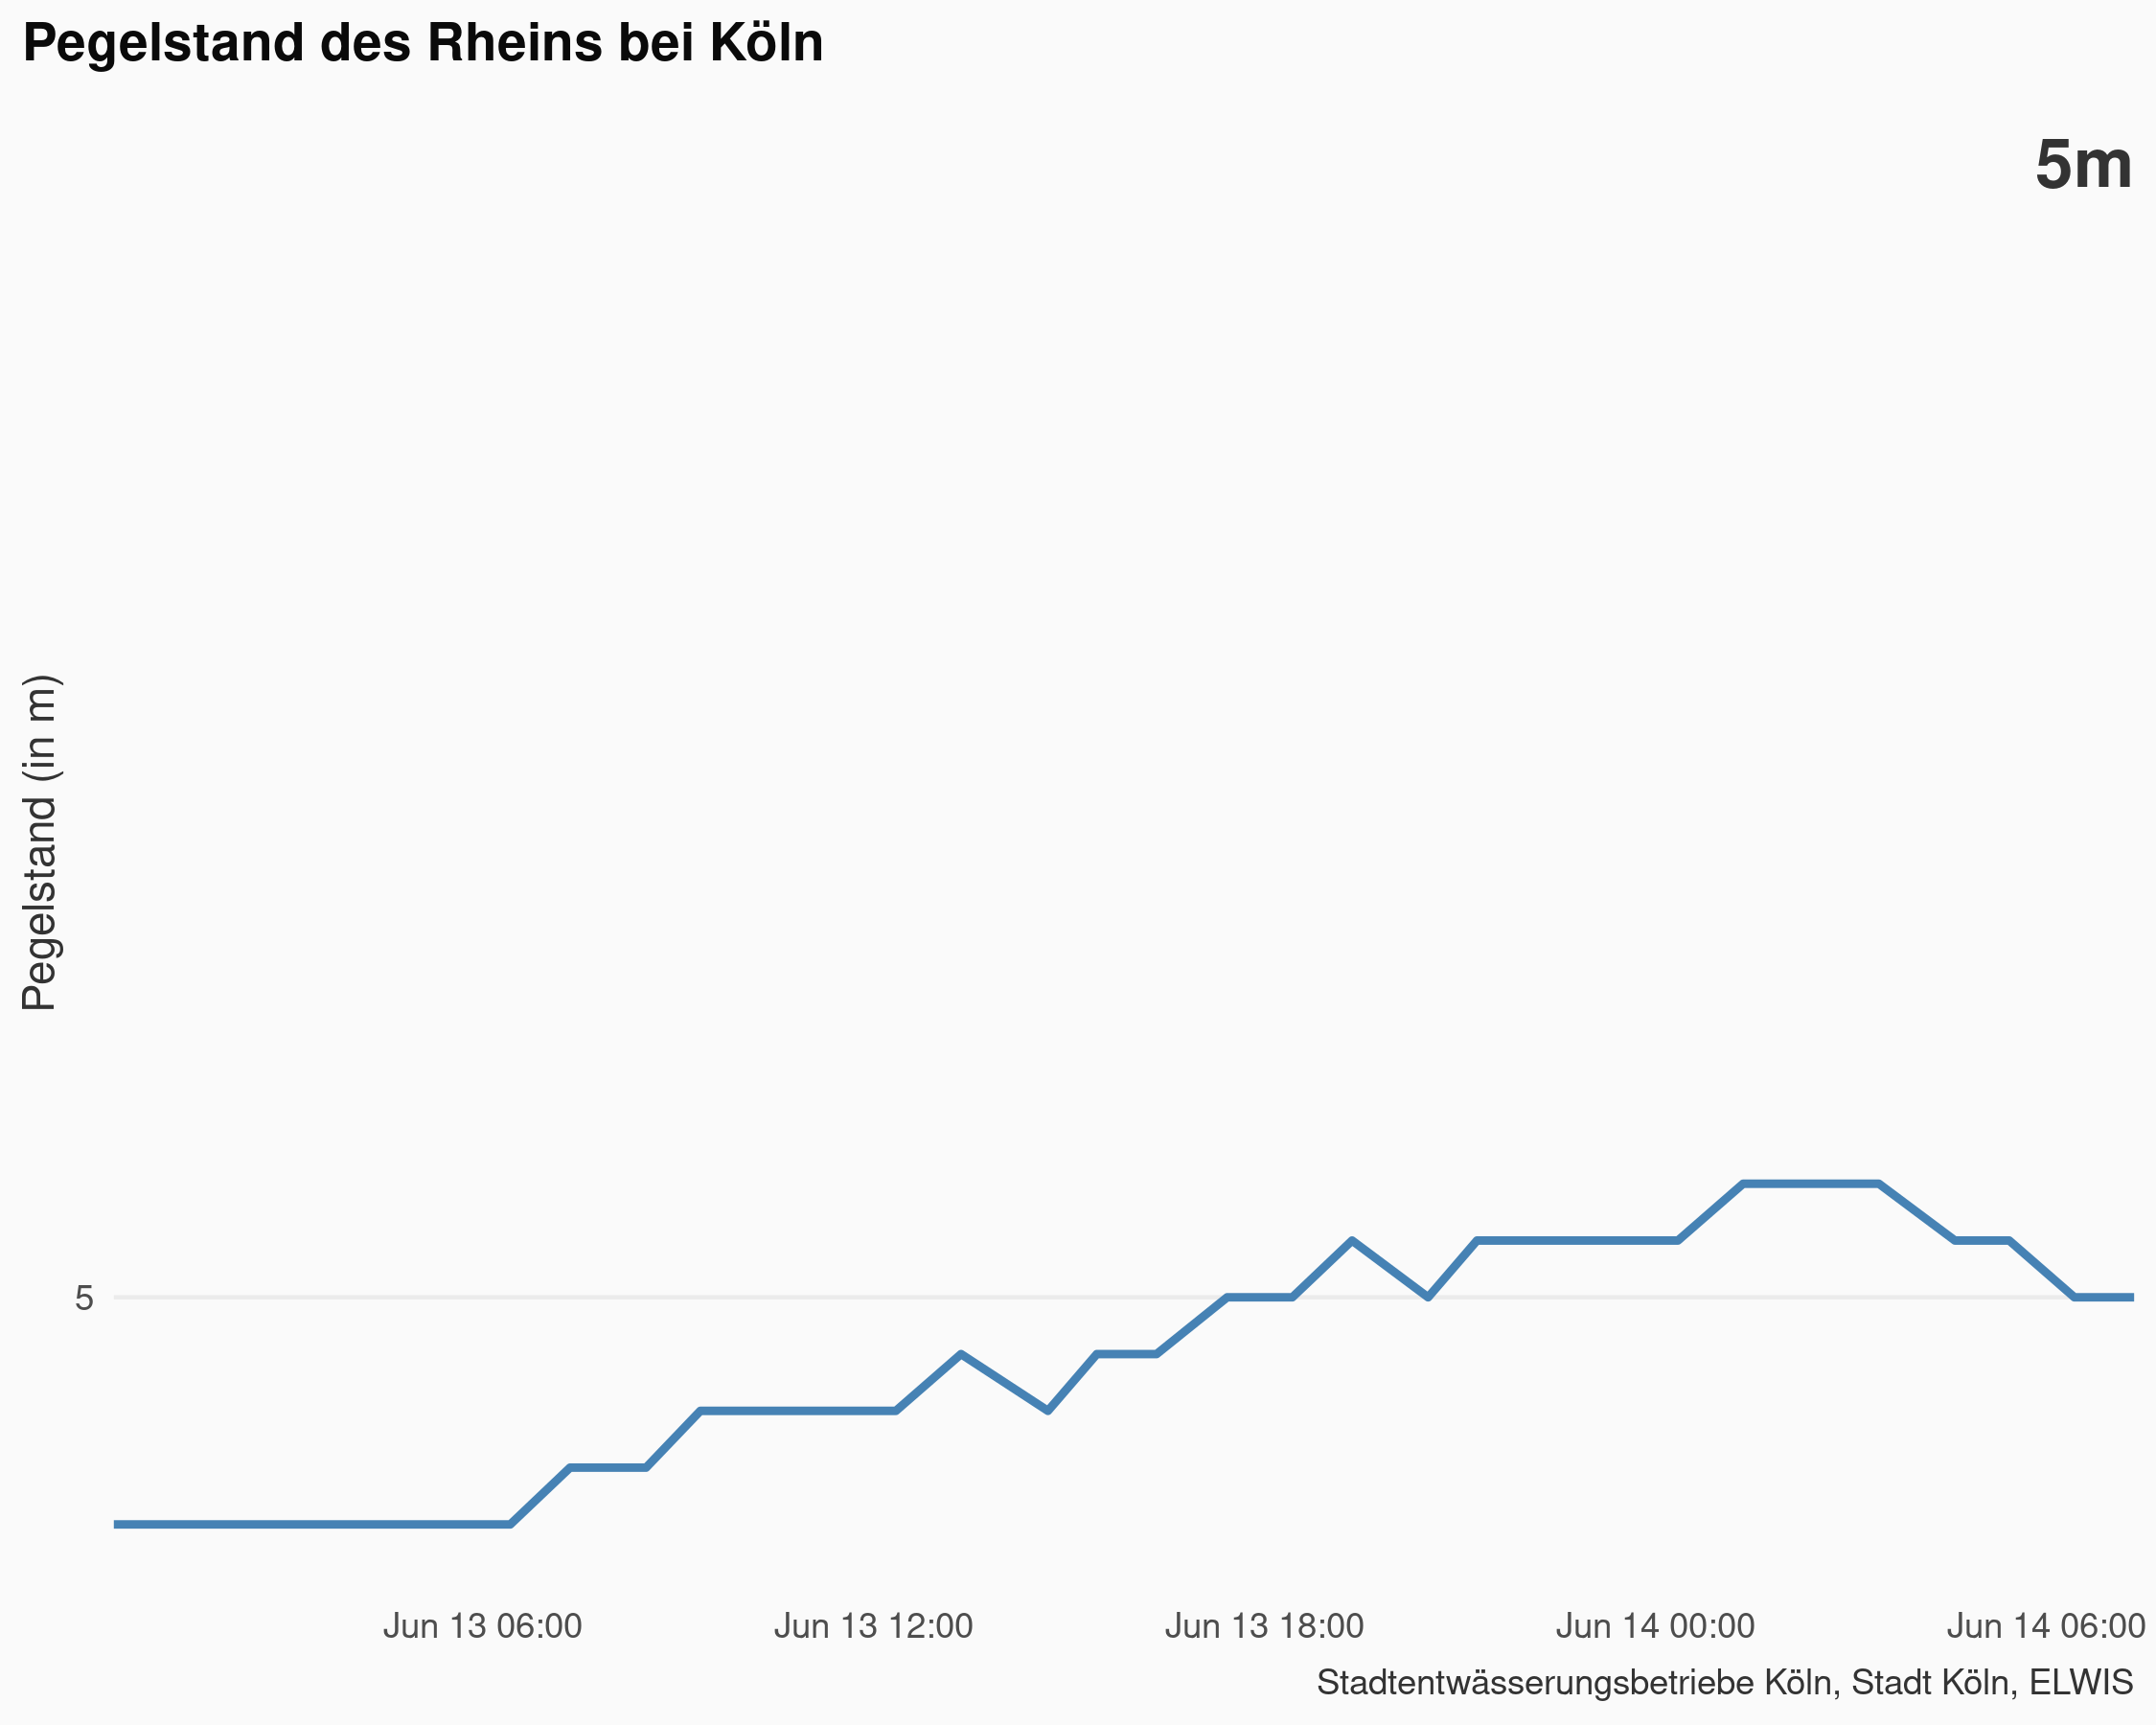 Pegelstand des Rheins bei Köln
5m
Pegelstand (in m)
5
Jun 13 06:00
Jun 13 12:00
Jun 13 18:00
Jun 14 00:00
Jun 14 06:00
Stadtentwässerungsbetriebe Köln, Stadt Köln, ELWIS